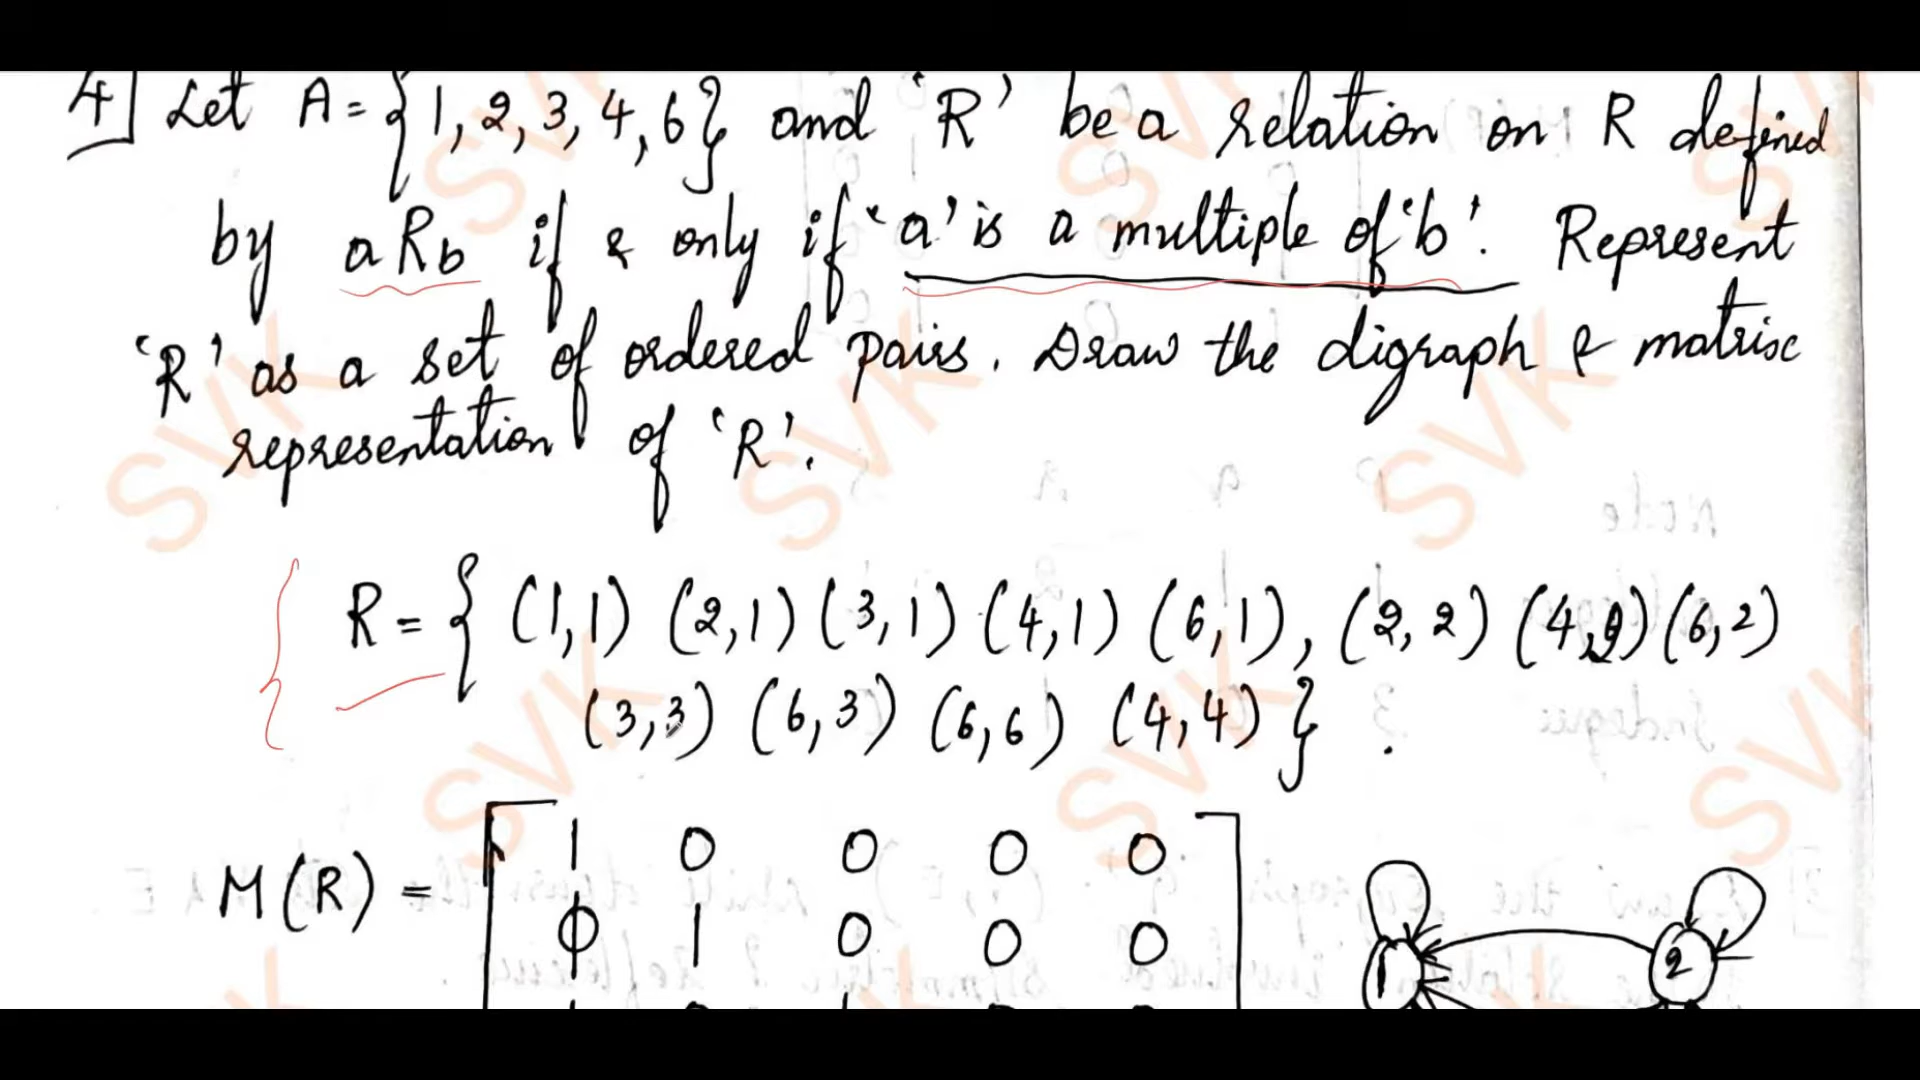 4] Let A = {1, 2, 3, 4, 6} and 'R' be a relation on R defined
by aRb if & only if 'a' is a multiple of 'b'. Represent
'R' as a set of ordered pairs. Draw the digraph & matrix
representation of 'R'.
R = { (1,1) (2,1) (3,1) (4,1) (6,1), (2,2) (4,2) (6,2)
(3,3) (6,3) (6,6) (4,4) } .
M(R) =
1 0 0 0 0
1 0 0 0
1 2
SVK